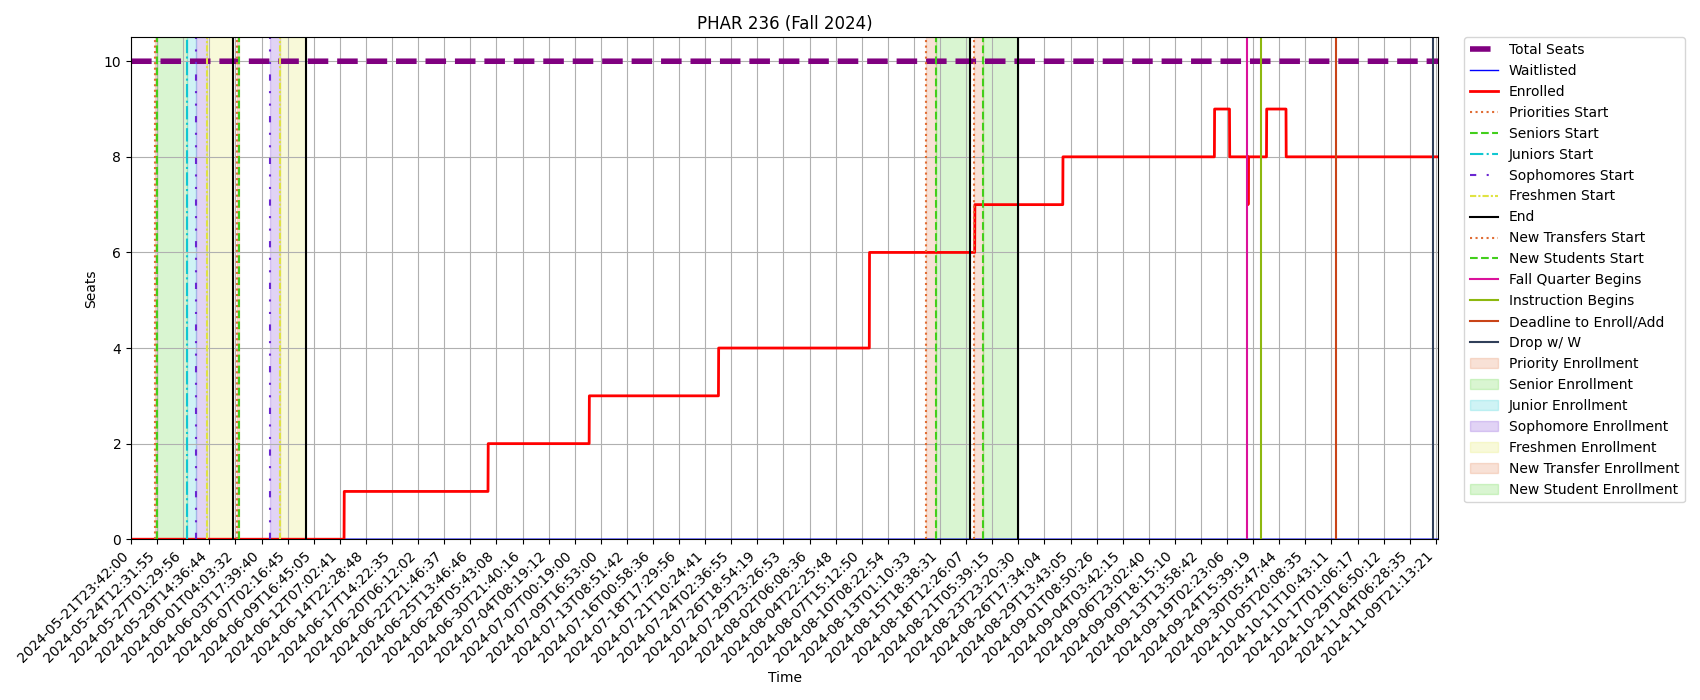 PHAR 236 (Fall 2024)
10
8
6
4
2
0
Seats
2024-05-21T23:42:00
2024-05-24T12:31:55
2024-05-27T01:29:56
2024-05-29T14:36:44
2024-06-01T04:03:32
2024-06-03T17:39:40
2024-06-07T02:16:45
2024-06-09T16:45:05
2024-06-12T07:02:41
2024-06-14T22:28:48
2024-06-17T14:22:35
2024-06-20T06:12:02
2024-06-22T21:46:37
2024-06-25T13:46:46
2024-06-28T05:43:08
2024-06-30T21:40:16
2024-07-04T08:19:12
2024-07-07T00:19:00
2024-07-09T16:53:00
2024-07-13T08:51:42
2024-07-16T00:58:36
2024-07-18T17:29:56
2024-07-21T10:24:41
2024-07-24T02:36:55
2024-07-26T18:54:19
2024-07-29T23:26:53
2024-08-02T06:08:36
2024-08-04T22:25:48
2024-08-07T15:12:50
2024-08-10T08:22:54
2024-08-13T01:10:33
2024-08-15T18:38:31
2024-08-18T12:26:07
2024-08-21T05:39:15
2024-08-23T23:20:30
2024-08-26T17:34:04
2024-08-29T13:43:05
2024-09-01T08:50:26
2024-09-04T03:42:15
2024-09-06T23:02:40
2024-09-09T18:15:10
2024-09-13T13:58:42
2024-09-19T02:23:06
2024-09-24T15:39:19
2024-09-30T05:47:44
2024-10-05T20:08:35
2024-10-11T10:43:11
2024-10-17T01:06:17
2024-10-29T16:50:12
2024-11-04T06:28:35
2024-11-09T21:13:21
Time
Total Seats
Waitlisted
Enrolled
Priorities Start
Seniors Start
Juniors Start
Sophomores Start
Freshmen Start
End
New Transfers Start
New Students Start
Fall Quarter Begins
Instruction Begins
Deadline to Enroll/Add
Drop w/ W
Priority Enrollment
Senior Enrollment
Junior Enrollment
Sophomore Enrollment
Freshmen Enrollment
New Transfer Enrollment
New Student Enrollment